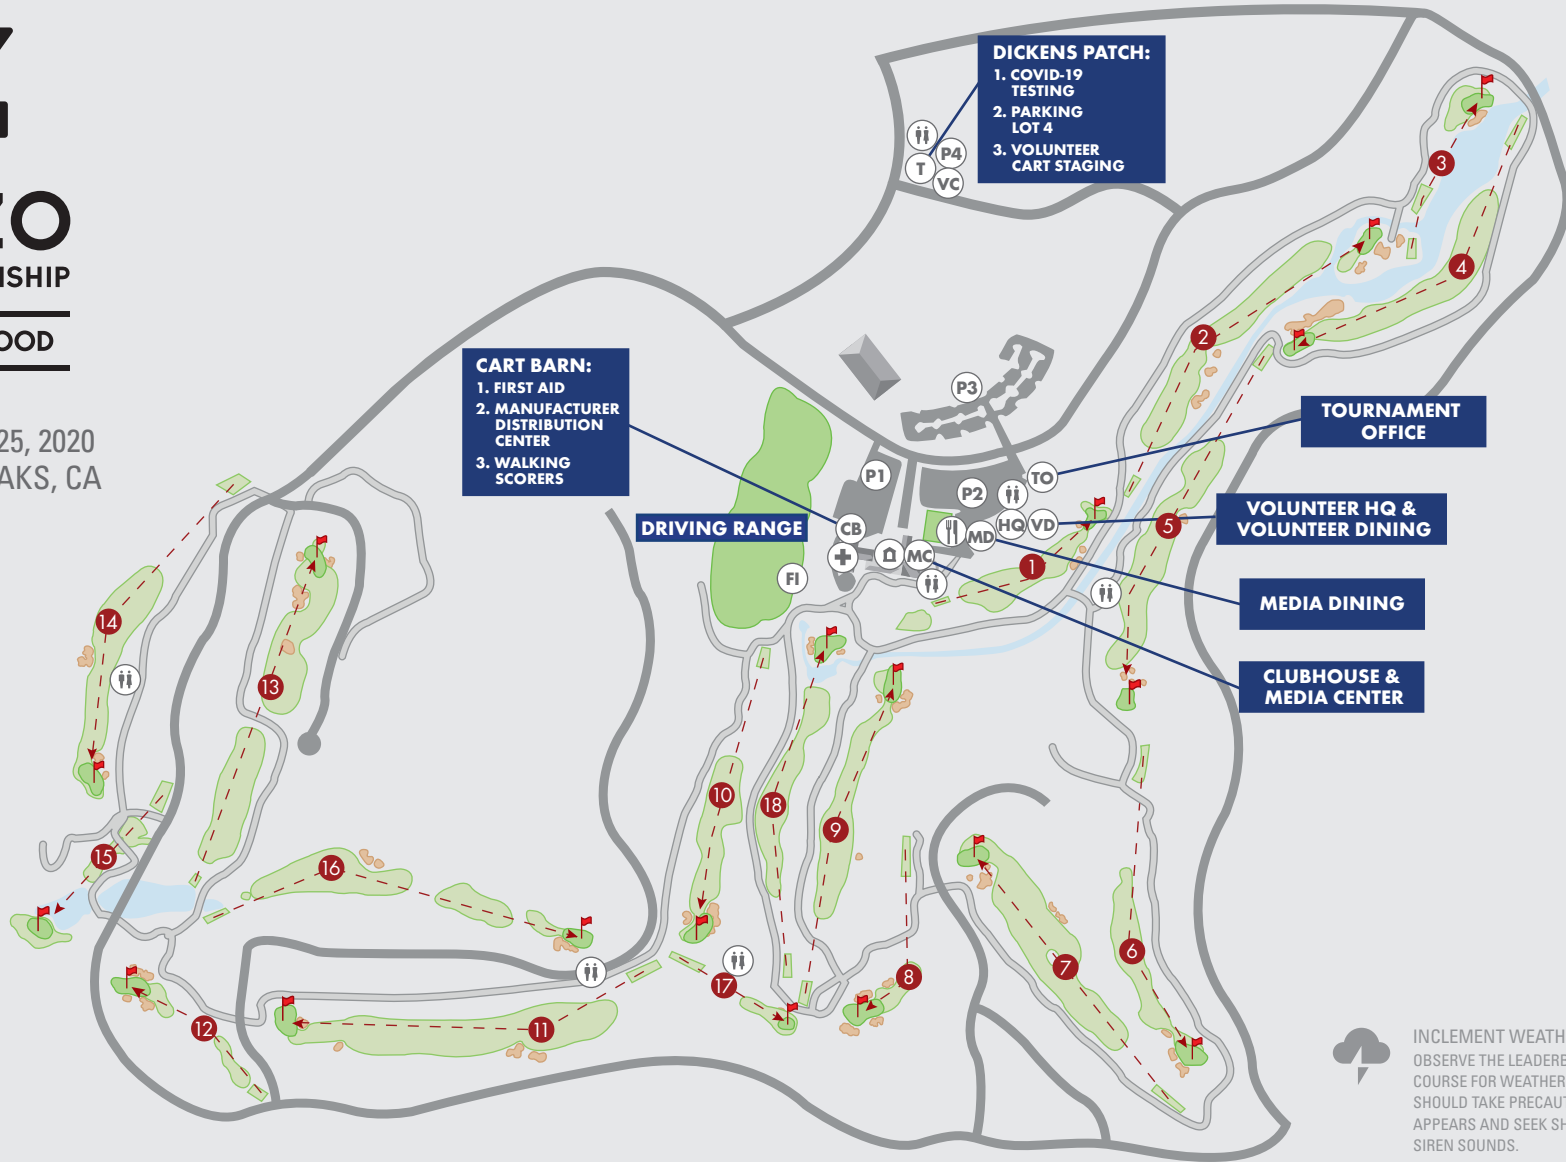 ZO
NSHIP
OOD
25, 2020
AKS, CA
DICKENS PATCH:
1. COVID-19
TESTING
2. PARKING
LOT 4
3. VOLUNTEER
CART STAGING
T
P4
VC
CART BARN:
1. FIRST AID
2. MANUFACTURER
DISTRIBUTION
CENTER
3. WALKING
SCORERS
DRIVING RANGE
P3
P1
P2
TO
CB
HQ
VD
MD
MC
FI
TOURNAMENT
OFFICE
VOLUNTEER HQ &
VOLUNTEER DINING
MEDIA DINING
CLUBHOUSE &
MEDIA CENTER
3
4
2
5
1
14
13
10
18
9
15
16
6
7
8
17
12
11
INCLEMENT WEATH
OBSERVE THE LEADERB
COURSE FOR WEATHER
SHOULD TAKE PRECAUT
APPEARS AND SEEK SH
SIREN SOUNDS.